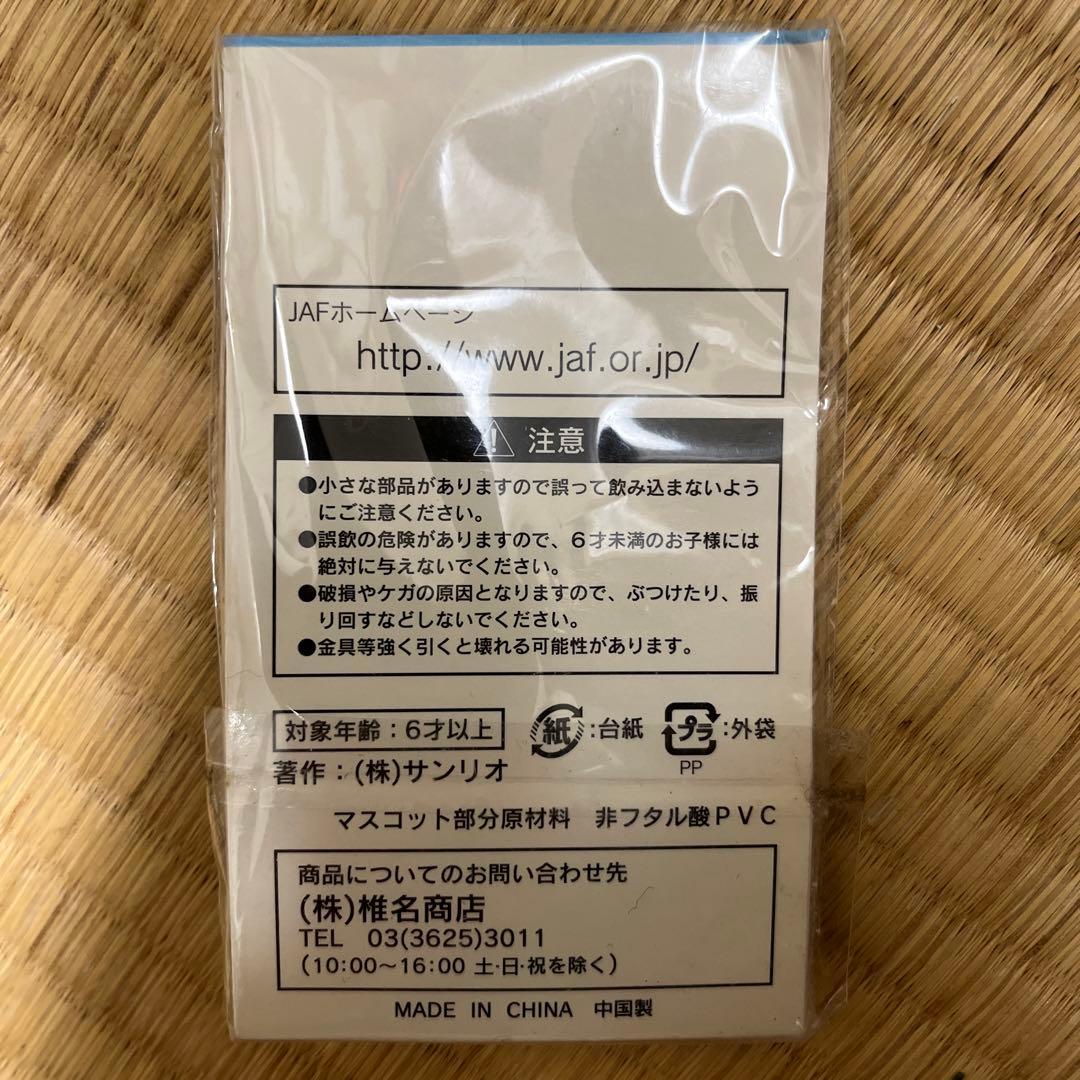 JAFホームページ
http://www.jaf.or.jp/
注意
●小さな部品がありますので誤って飲み込まないよう
にご注意ください。
●誤飲の危険がありますので、6才未満のお子様には
絶対に与えないでください。
●破損やケガの原因となりますので、ぶつけたり、振
り回すなどしないでください。
●金具等強く引くと壊れる可能性があります。
対象年齢：6才以上 紙:台紙 プラ:外袋
PP
著作：(株)サンリオ
マスコット部分原材料 非フタル酸PVC
商品についてのお問い合わせ先
(株)椎名商店
TEL 03(3625)3011
(10:00～16:00 土·日·祝を除く)
MADE IN CHINA 中国製